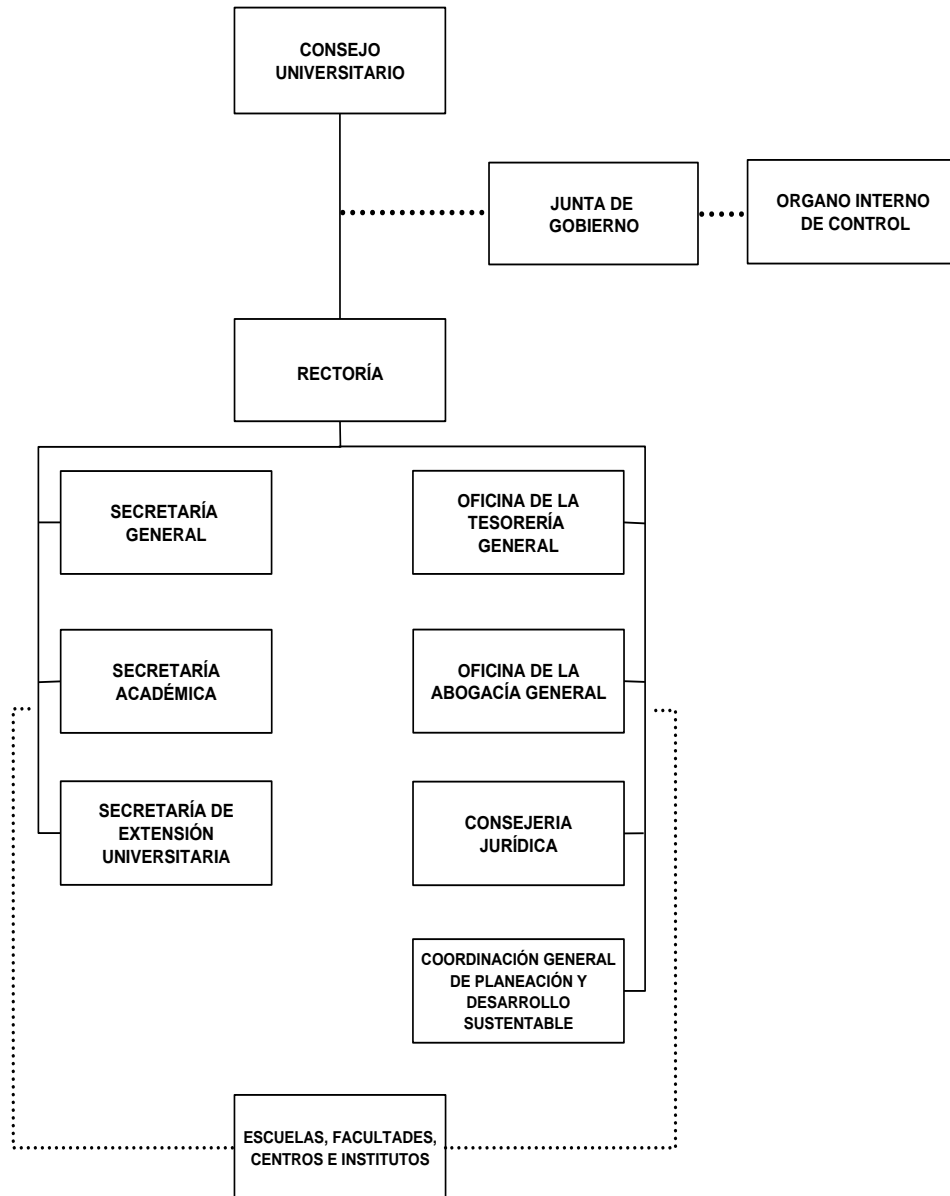 CONSEJO
UNIVERSITARIO
JUNTA DE
GOBIERNO
ORGANO INTERNO
DE CONTROL
RECTORÍA
SECRETARÍA
GENERAL
OFICINA DE LA
TESORERÍA
GENERAL
SECRETARÍA
ACADÉMICA
OFICINA DE LA
ABOGACÍA GENERAL
SECRETARÍA DE
EXTENSIÓN
UNIVERSITARIA
CONSEJERIA
JURÍDICA
COORDINACIÓN GENERAL
DE PLANEACIÓN Y
DESARROLLO
SUSTENTABLE
ESCUELAS, FACULTADES,
CENTROS E INSTITUTOS